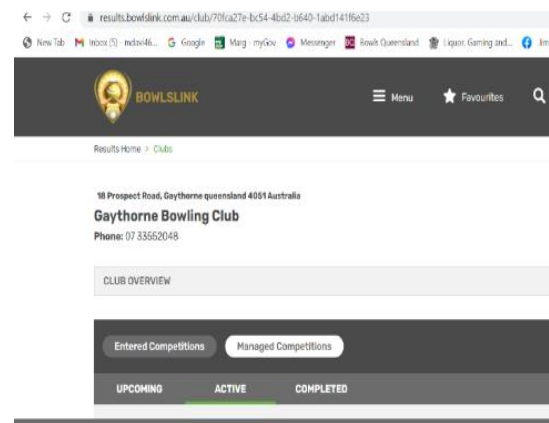 results.bowlslink.com.au/club/70fca27e-bc54-4bd2-b640-1abd141f6e23
New Tab Inbox (5) - mdavi46... Google Marg - myGov Messenger BQ Bowls Queensland Liquor, Gaming and... Jim
BOWLSLINK Menu Favourites
Results Home > Clubs
18 Prospect Road, Gaythorne queensland 4051 Australia
Gaythorne Bowling Club
Phone: 07 33552048
CLUB OVERVIEW
Entered Competitions Managed Competitions
UPCOMING ACTIVE COMPLETED